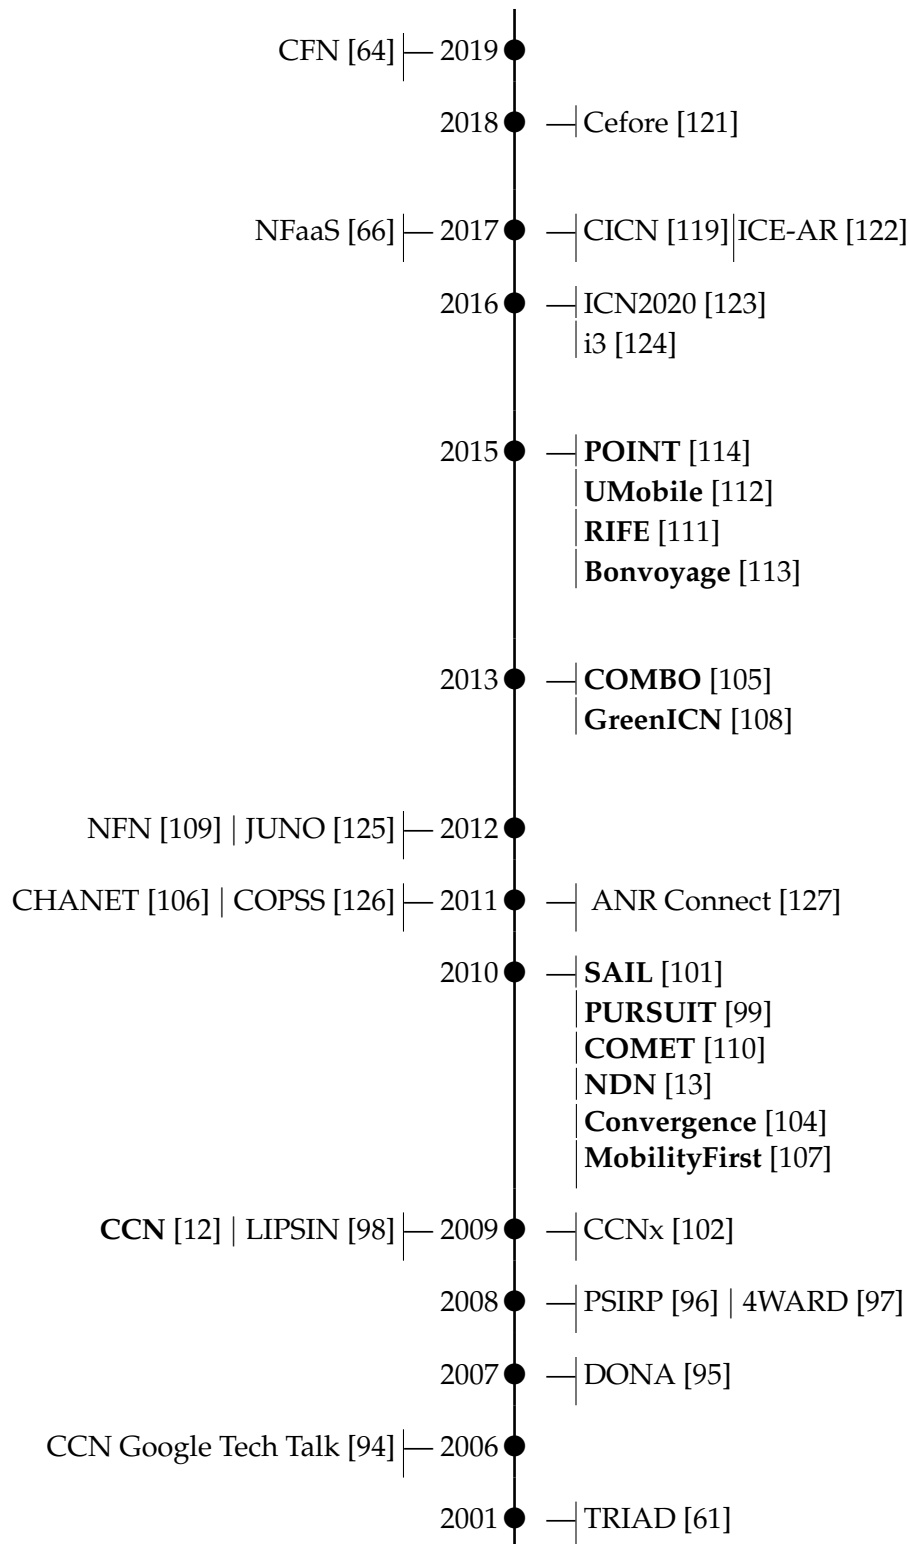 CFN [64] 2019
2018 Cefore [121]
NFaaS [66] 2017 CICN [119] ICE-AR [122]
2016 ICN2020 [123]
i3 [124]
2015 POINT [114]
UMobile [112]
RIFE [111]
Bonvoyage [113]
2013 COMBO [105]
GreenICN [108]
NFN [109] | JUNO [125] 2012
CHANET [106] | COPSS [126] 2011 ANR Connect [127]
2010 SAIL [101]
PURSUIT [99]
COMET [110]
NDN [13]
Convergence [104]
MobilityFirst [107]
CCN [12] | LIPSIN [98] 2009 CCNx [102]
2008 PSIRP [96] | 4WARD [97]
2007 DONA [95]
CCN Google Tech Talk [94] 2006
2001 TRIAD [61]